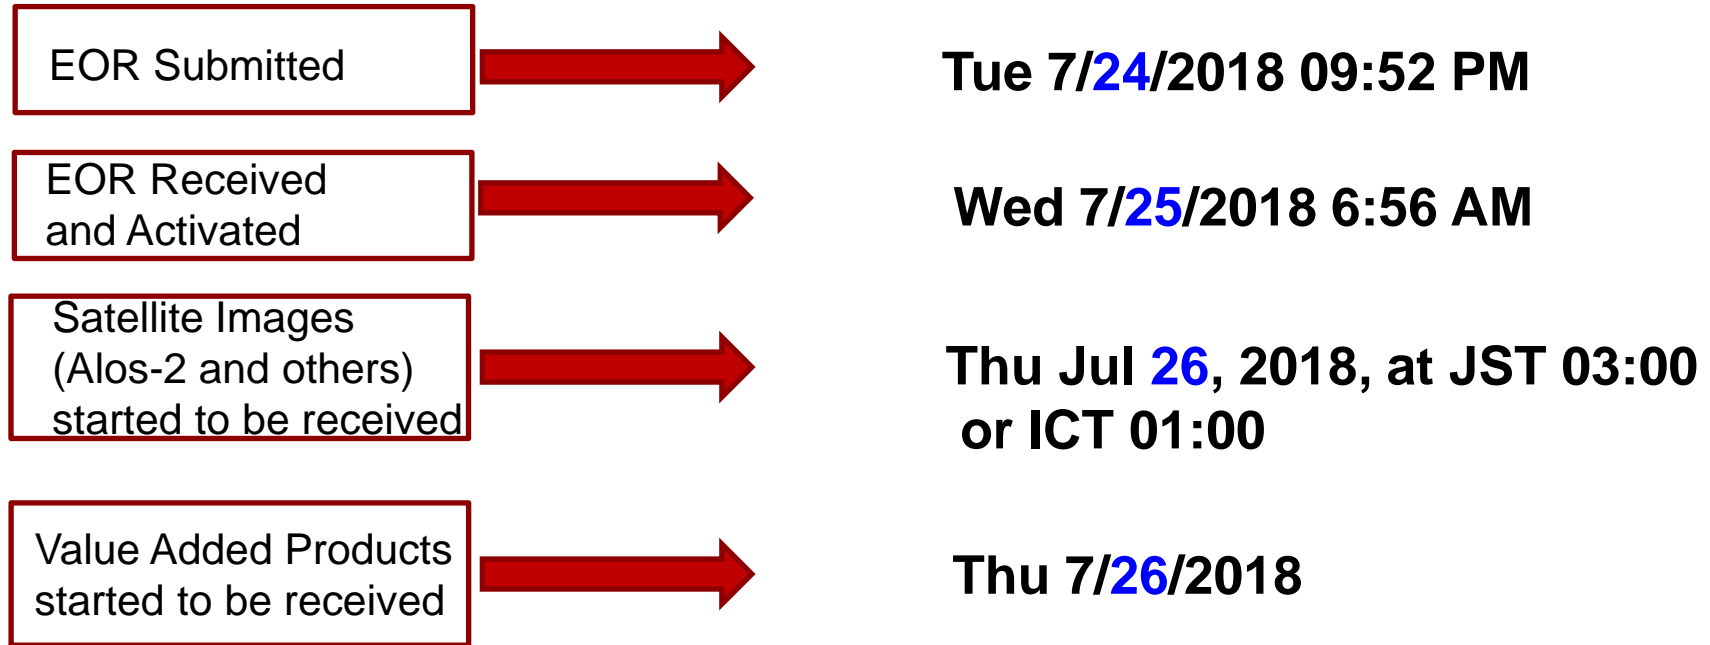 EOR Submitted
Tue 7/24/2018 09:52 PM
EOR Received
and Activated
Wed 7/25/2018 6:56 AM
Satellite Images
(Alos-2 and others)
started to be received
Thu Jul 26, 2018, at JST 03:00
or ICT 01:00
Value Added Products
started to be received
Thu 7/26/2018